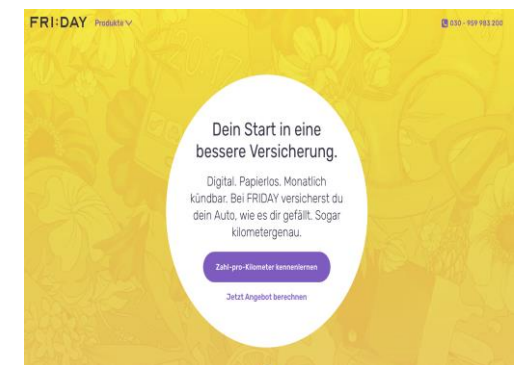 FRI:DAY Produkte
030 - 959 983 200
Dein Start in eine
bessere Versicherung.
Digital. Papierlos. Monatlich
kündbar. Bei FRIDAY versicherst du
dein Auto, wie es dir gefällt. Sogar
kilometergenau.
Zahl-pro-Kilometer kennenlernen
Jetzt Angebot berechnen